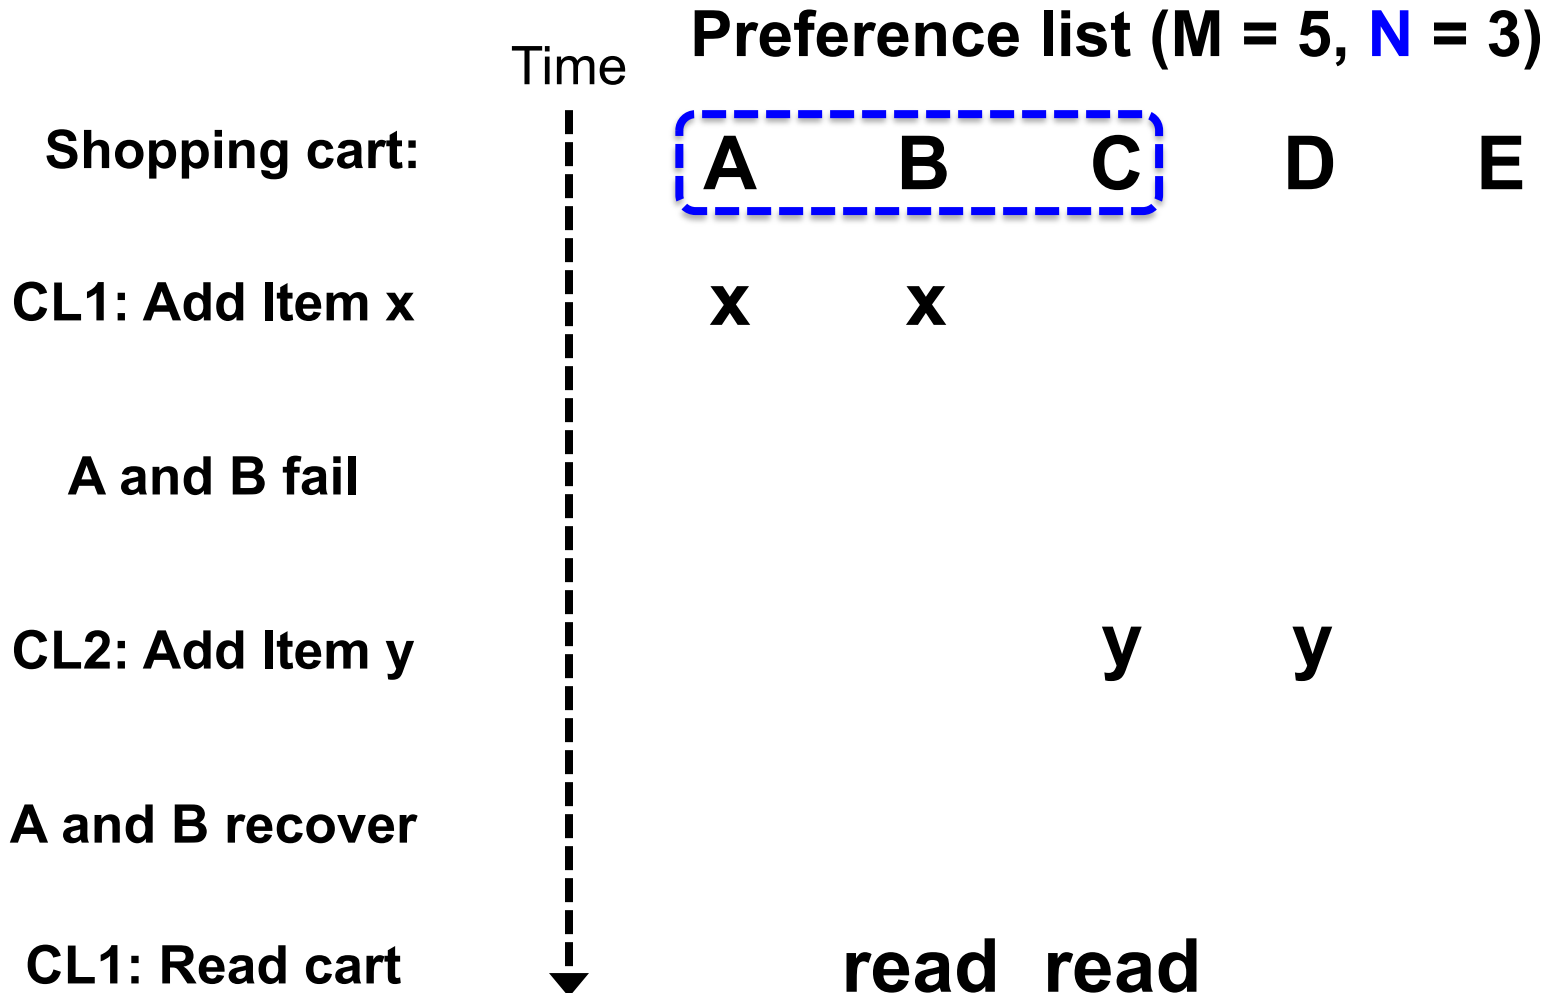 Preference list (M = 5, N = 3)
Time
Shopping cart: A B C D E
CL1: Add Item x x x
A and B fail
CL2: Add Item y y y
A and B recover
CL1: Read cart read read